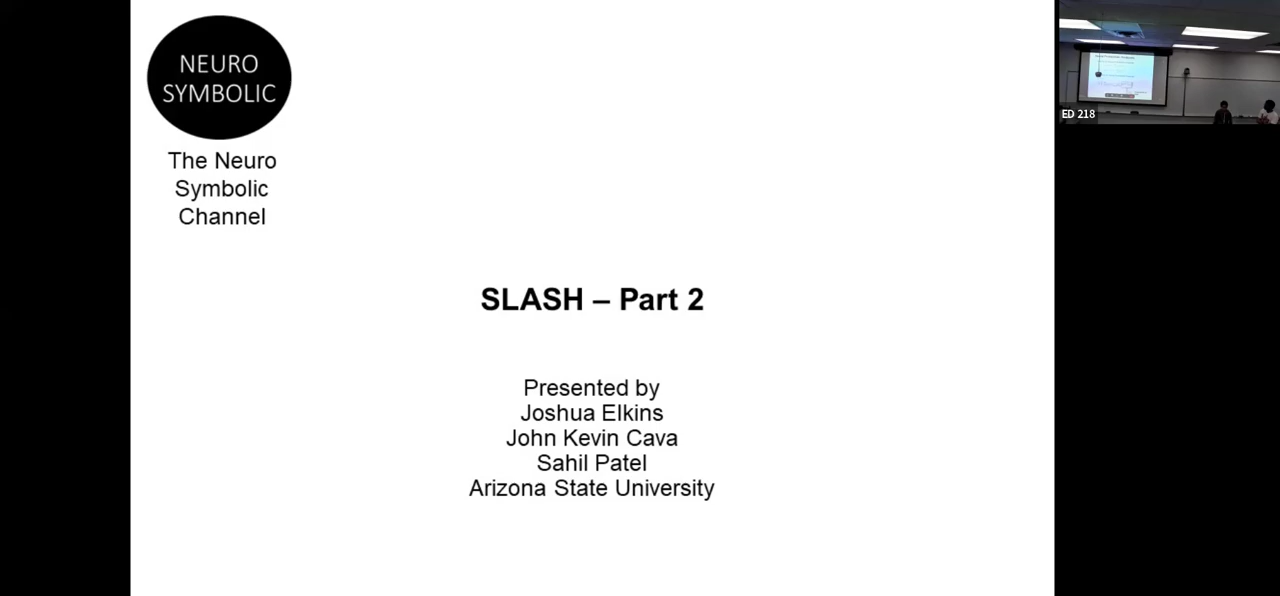 NEURO
SYMBOLIC
The Neuro
Symbolic
Channel
SLASH – Part 2
Presented by
Joshua Elkins
John Kevin Cava
Sahil Patel
Arizona State University
ED 218